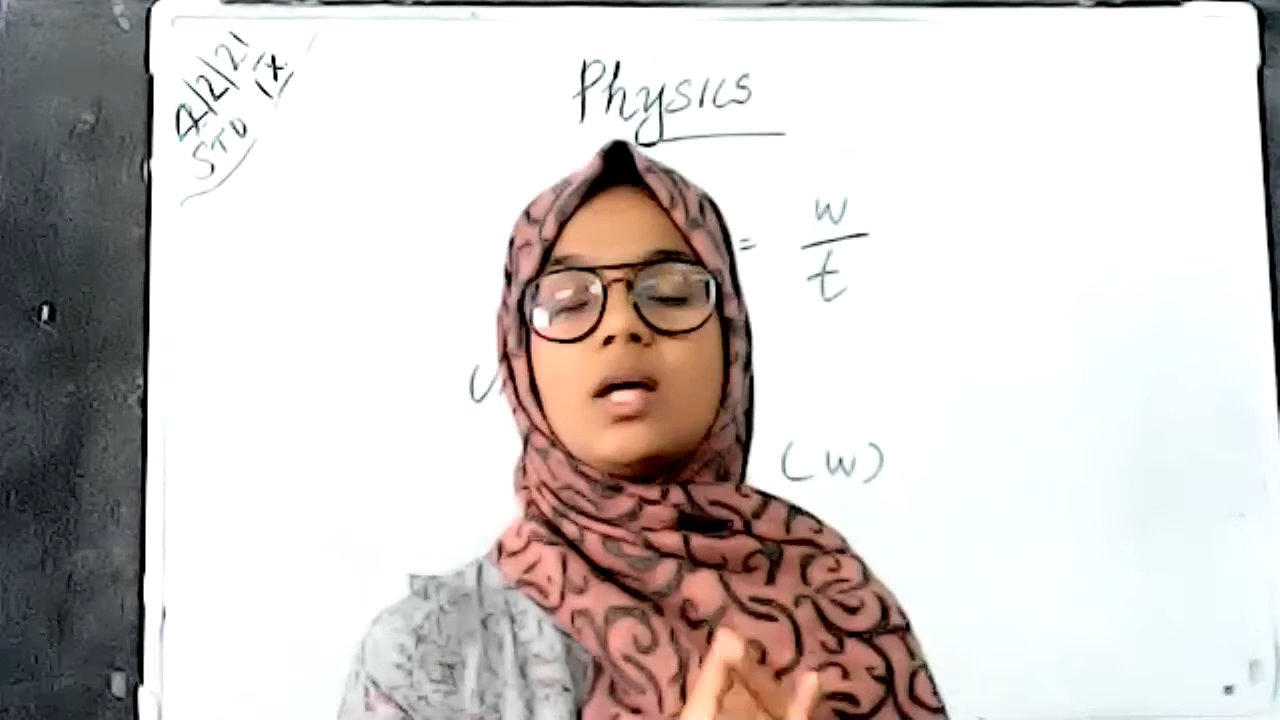 4/2/21
STD IX
Physics
= w
t
(W)